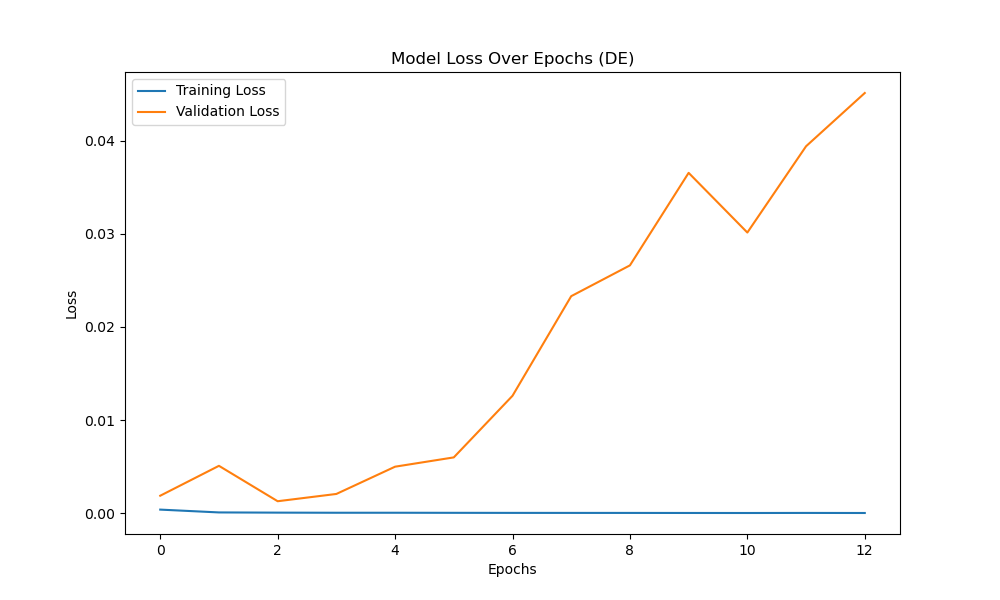 Model Loss Over Epochs (DE)
Training Loss
Validation Loss
0.04
0.03
0.02
0.01
0.00
Loss
0 2 4 6 8 10 12
Epochs